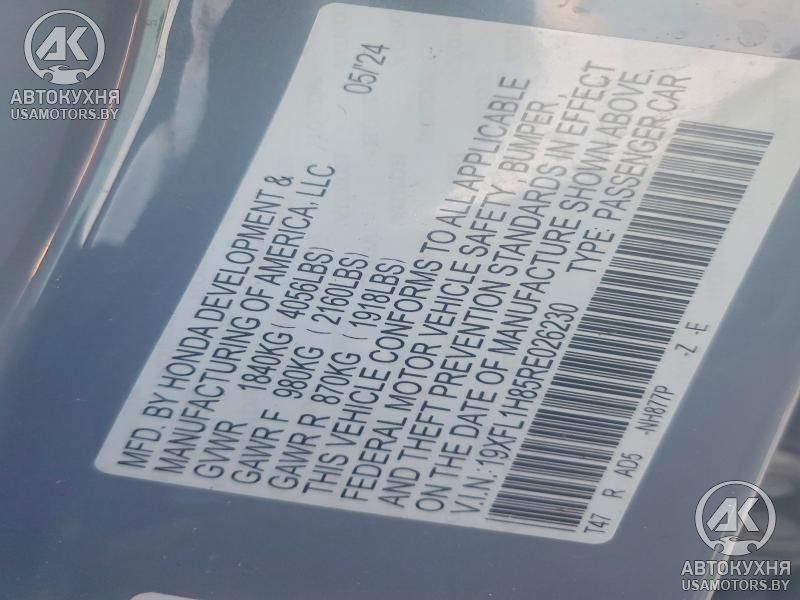 AK
АВТОКУХНЯ
USAMOTORS.BY
05/'24
MFD. BY HONDA DEVELOPMENT &
MANUFACTURING OF AMERICA, LLC
GVWR 1840KG ( 4056LBS)
GAWR F 980KG ( 2160LBS)
GAWR R 870KG ( 1918LBS)
THIS VEHICLE CONFORMS TO ALL APPLICABLE
FEDERAL MOTOR VEHICLE SAFETY , BUMPER ,
AND THEFT PREVENTION STANDARDS IN EFFECT
ON THE DATE OF MANUFACTURE SHOWN ABOVE.
V.I.N: 19XFL1H85RE026230 TYPE: PASSENGER CAR
T47 R AD5 -NH877P -Z -E
AK
АВТОКУХНЯ
USAMOTORS.BY